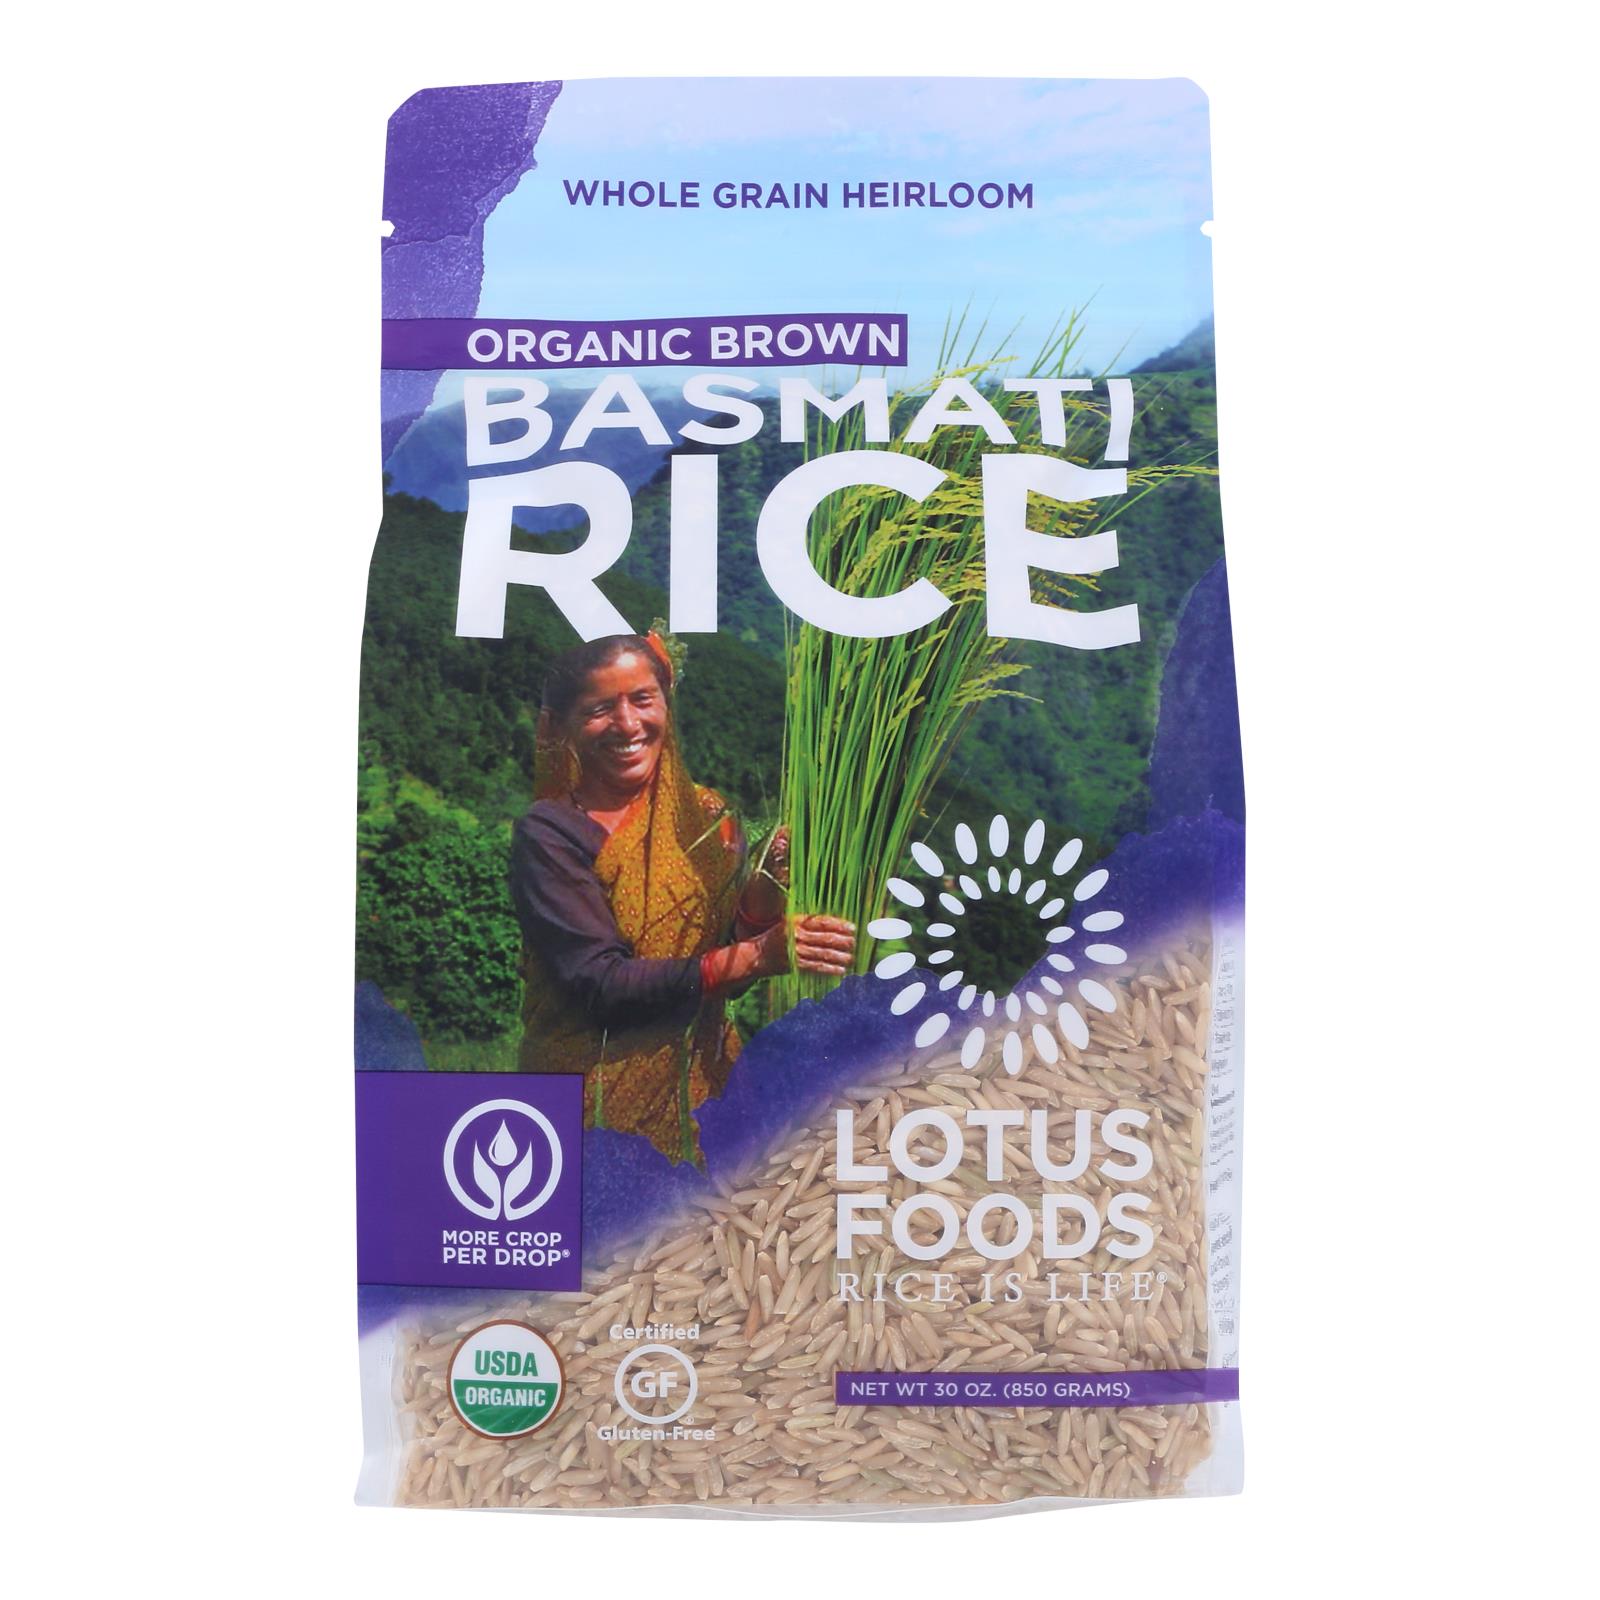 WHOLE GRAIN HEIRLOOM
ORGANIC BROWN
BASMATI
RICE
LOTUS
FOODS
RICE IS LIFE®
MORE CROP
PER DROP®
USDA
ORGANIC
Certified
GF
Gluten-Free
NET WT 30 OZ. (850 GRAMS)